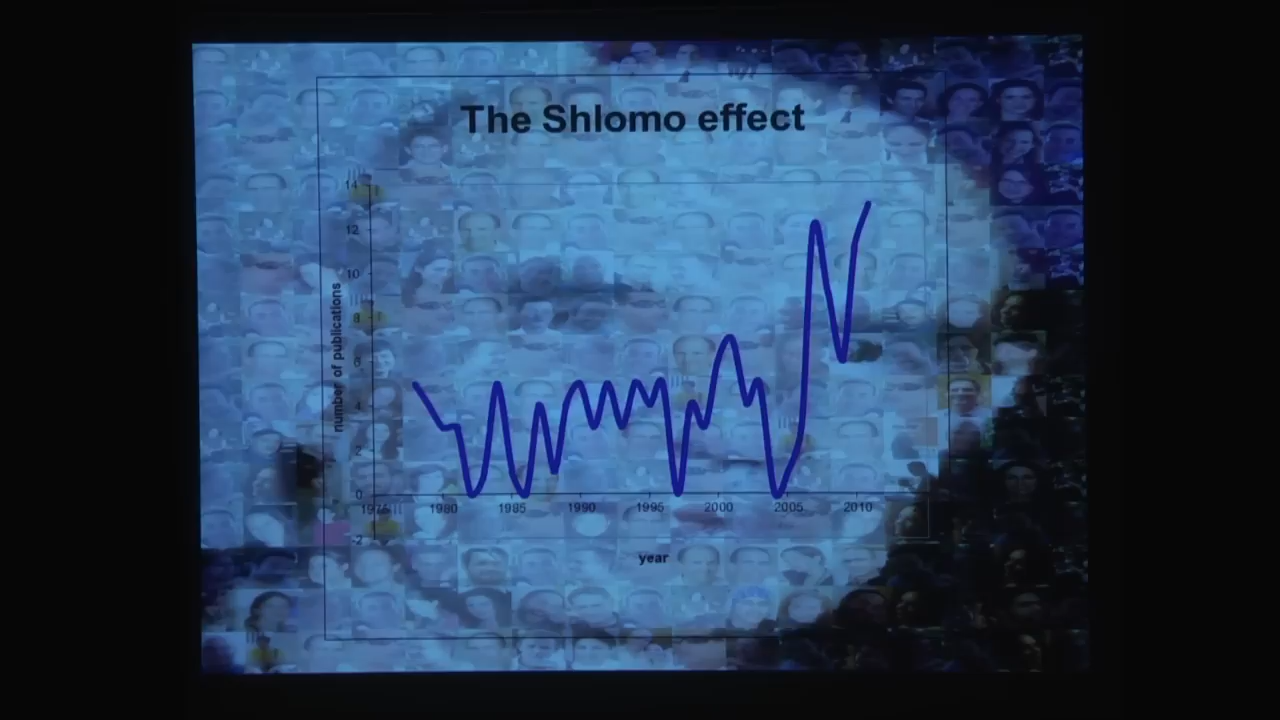 The Shlomo effect
number of publications
14
12
10
8
6
4
2
0
-2
1975 1980 1985 1990 1995 2000 2005 2010
year